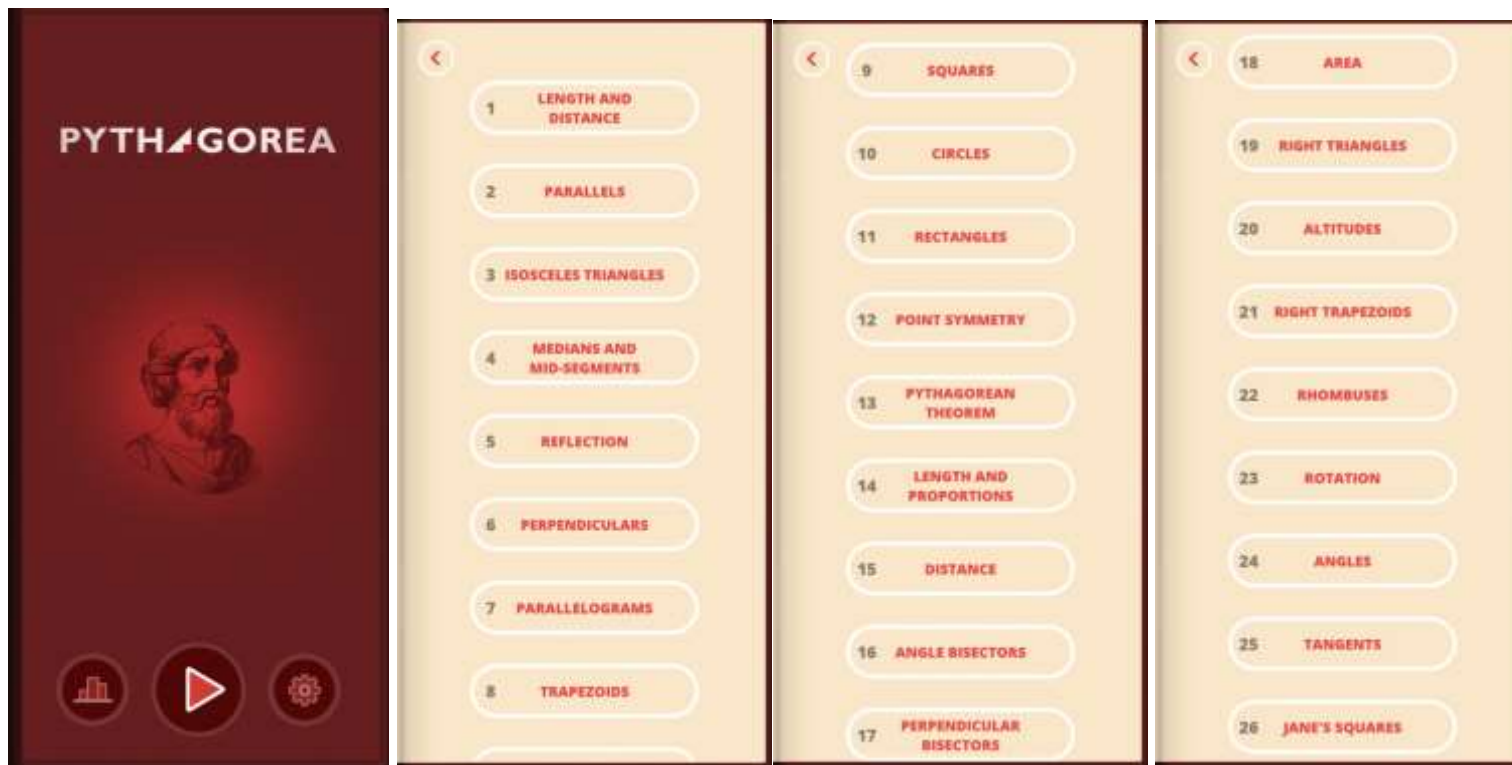 PYTHAGOREA
1 LENGTH AND
DISTANCE
2 PARALLELS
3 ISOSCELES TRIANGLES
4 MEDIANS AND
MID-SEGMENTS
5 REFLECTION
6 PERPENDICULARS
7 PARALLELOGRAMS
8 TRAPEZOIDS
9 SQUARES
10 CIRCLES
11 RECTANGLES
12 POINT SYMMETRY
13 PYTHAGOREAN
THEOREM
14 LENGTH AND
PROPORTIONS
15 DISTANCE
16 ANGLE BISECTORS
17 PERPENDICULAR
BISECTORS
18 AREA
19 RIGHT TRIANGLES
20 ALTITUDES
21 RIGHT TRAPEZOIDS
22 RHOMBUSES
23 ROTATION
24 ANGLES
25 TANGENTS
26 JANE'S SQUARES